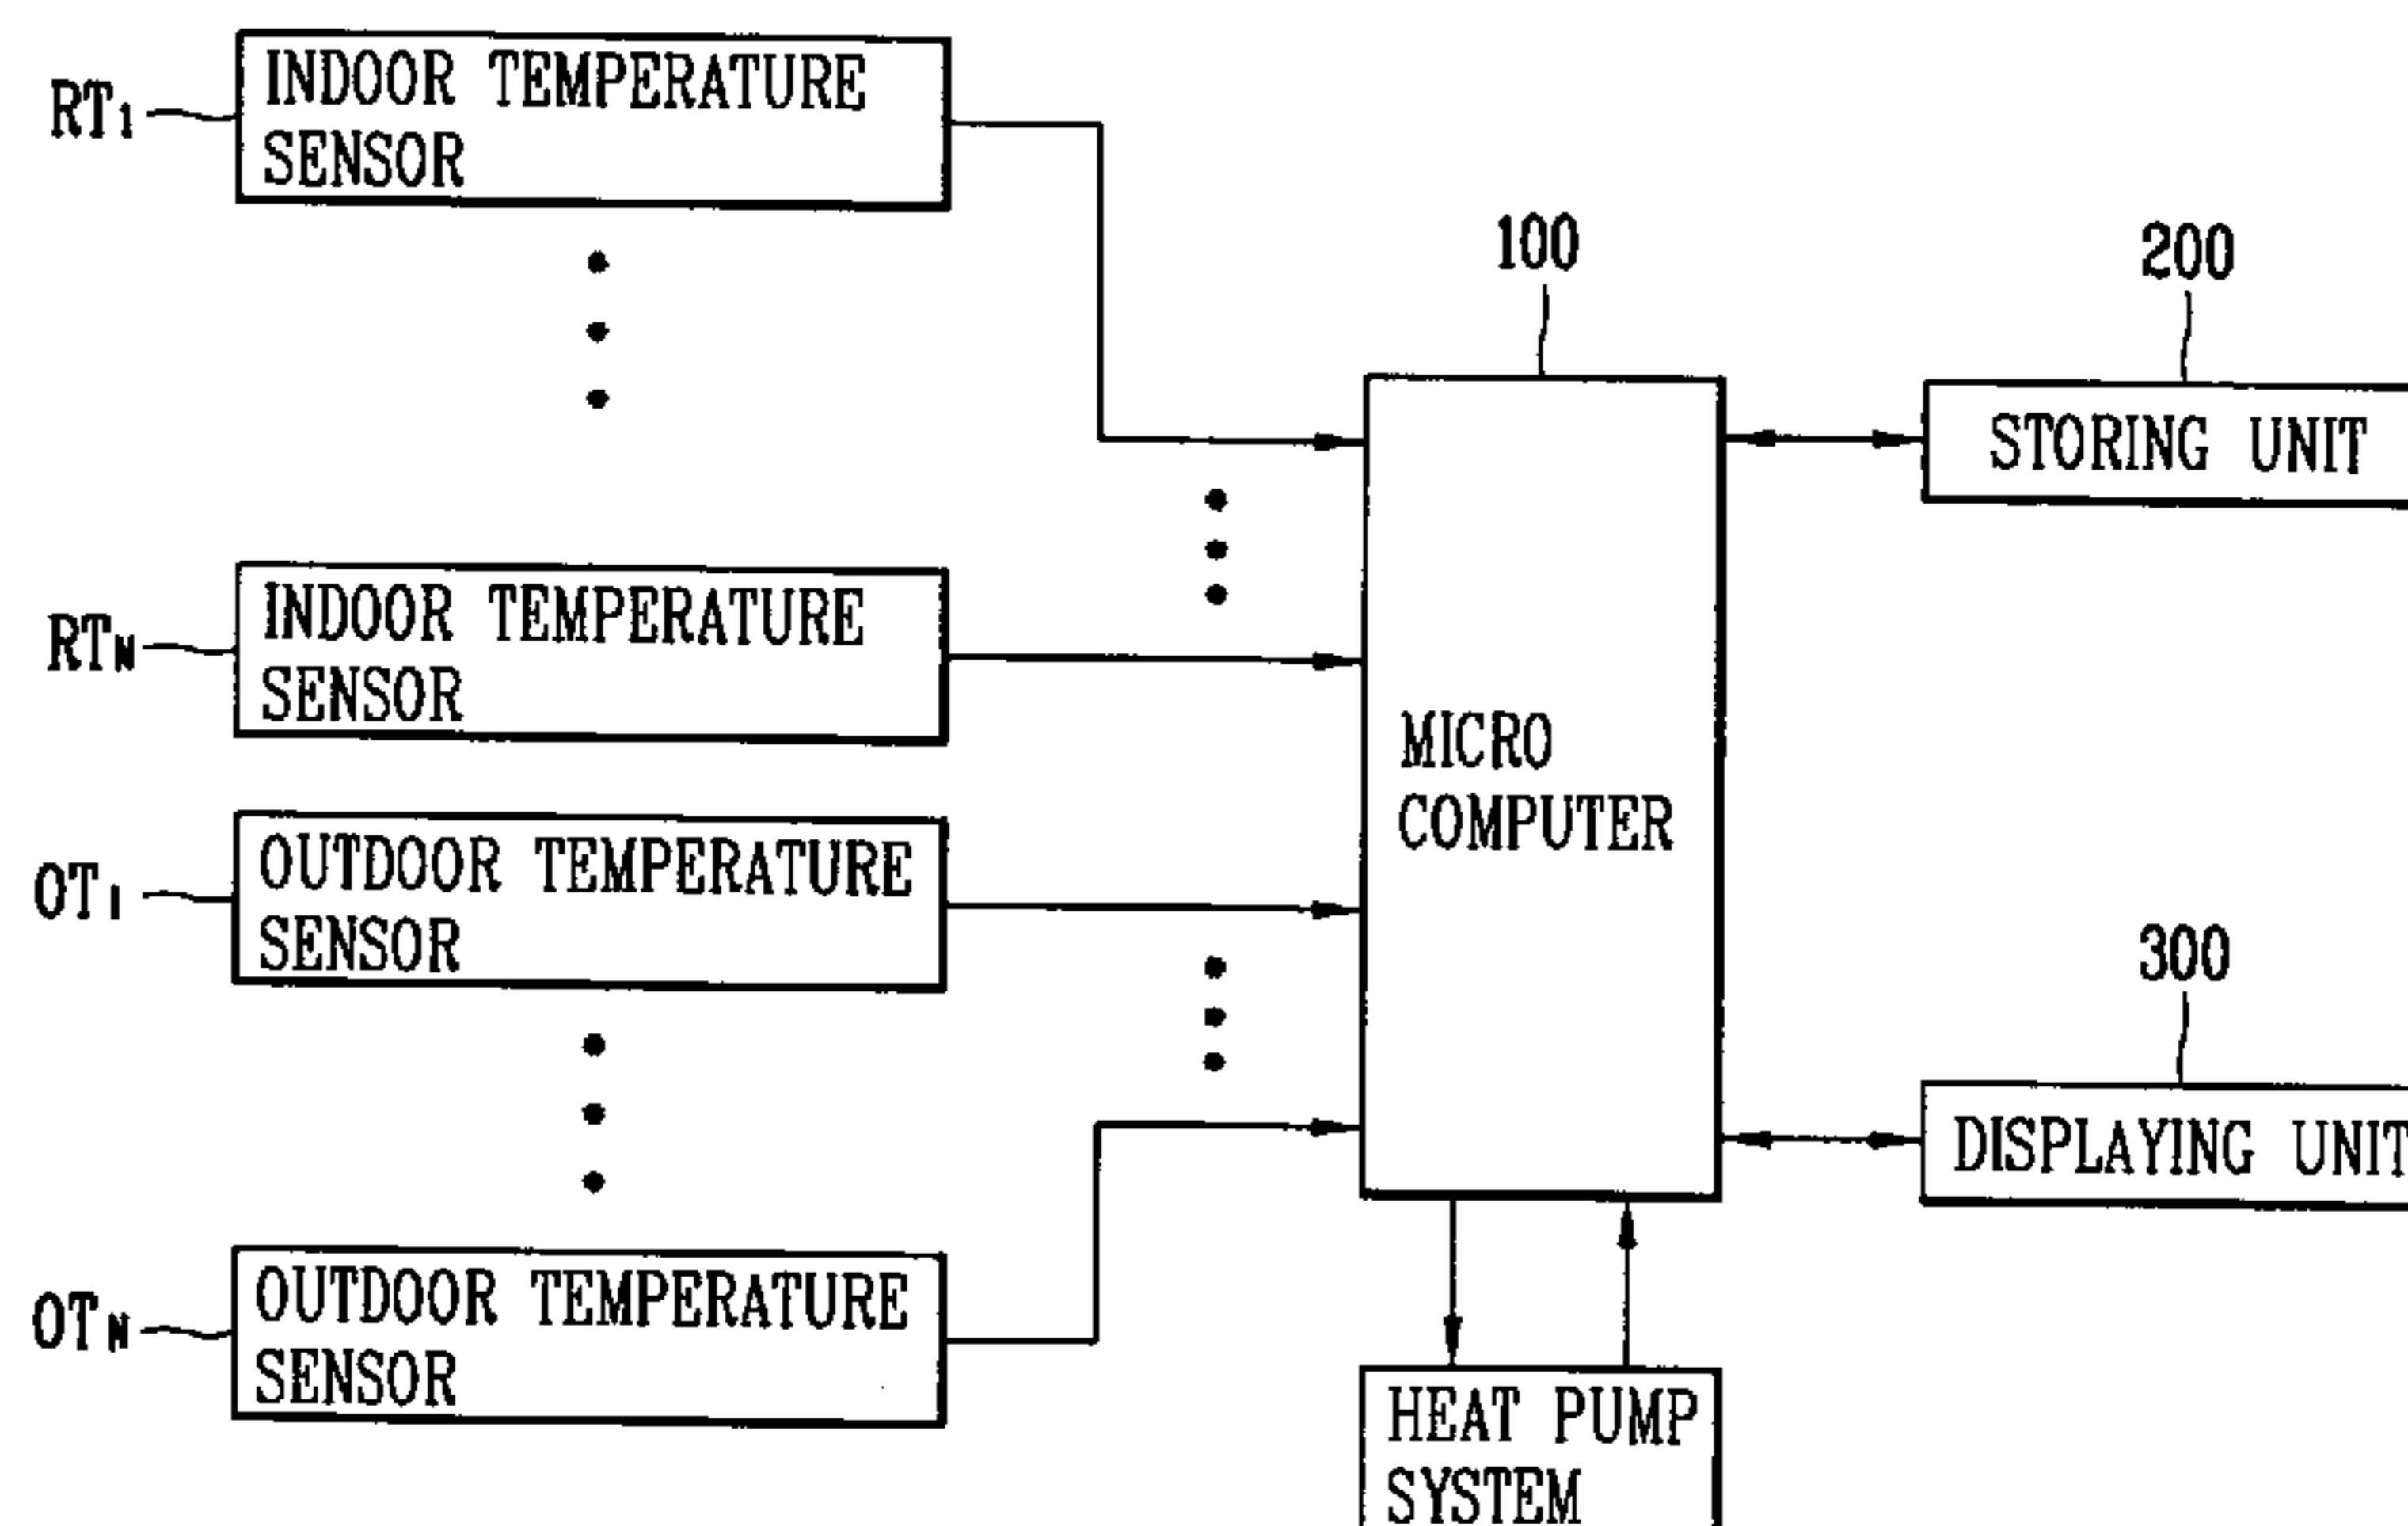 RT1
INDOOR TEMPERATURE
SENSOR
100
200
STORING UNIT
RTN
INDOOR TEMPERATURE
SENSOR
MICRO
COMPUTER
OT1
OUTDOOR TEMPERATURE
SENSOR
300
DISPLAYING UNIT
OTN
OUTDOOR TEMPERATURE
SENSOR
HEAT PUMP
SYSTEM